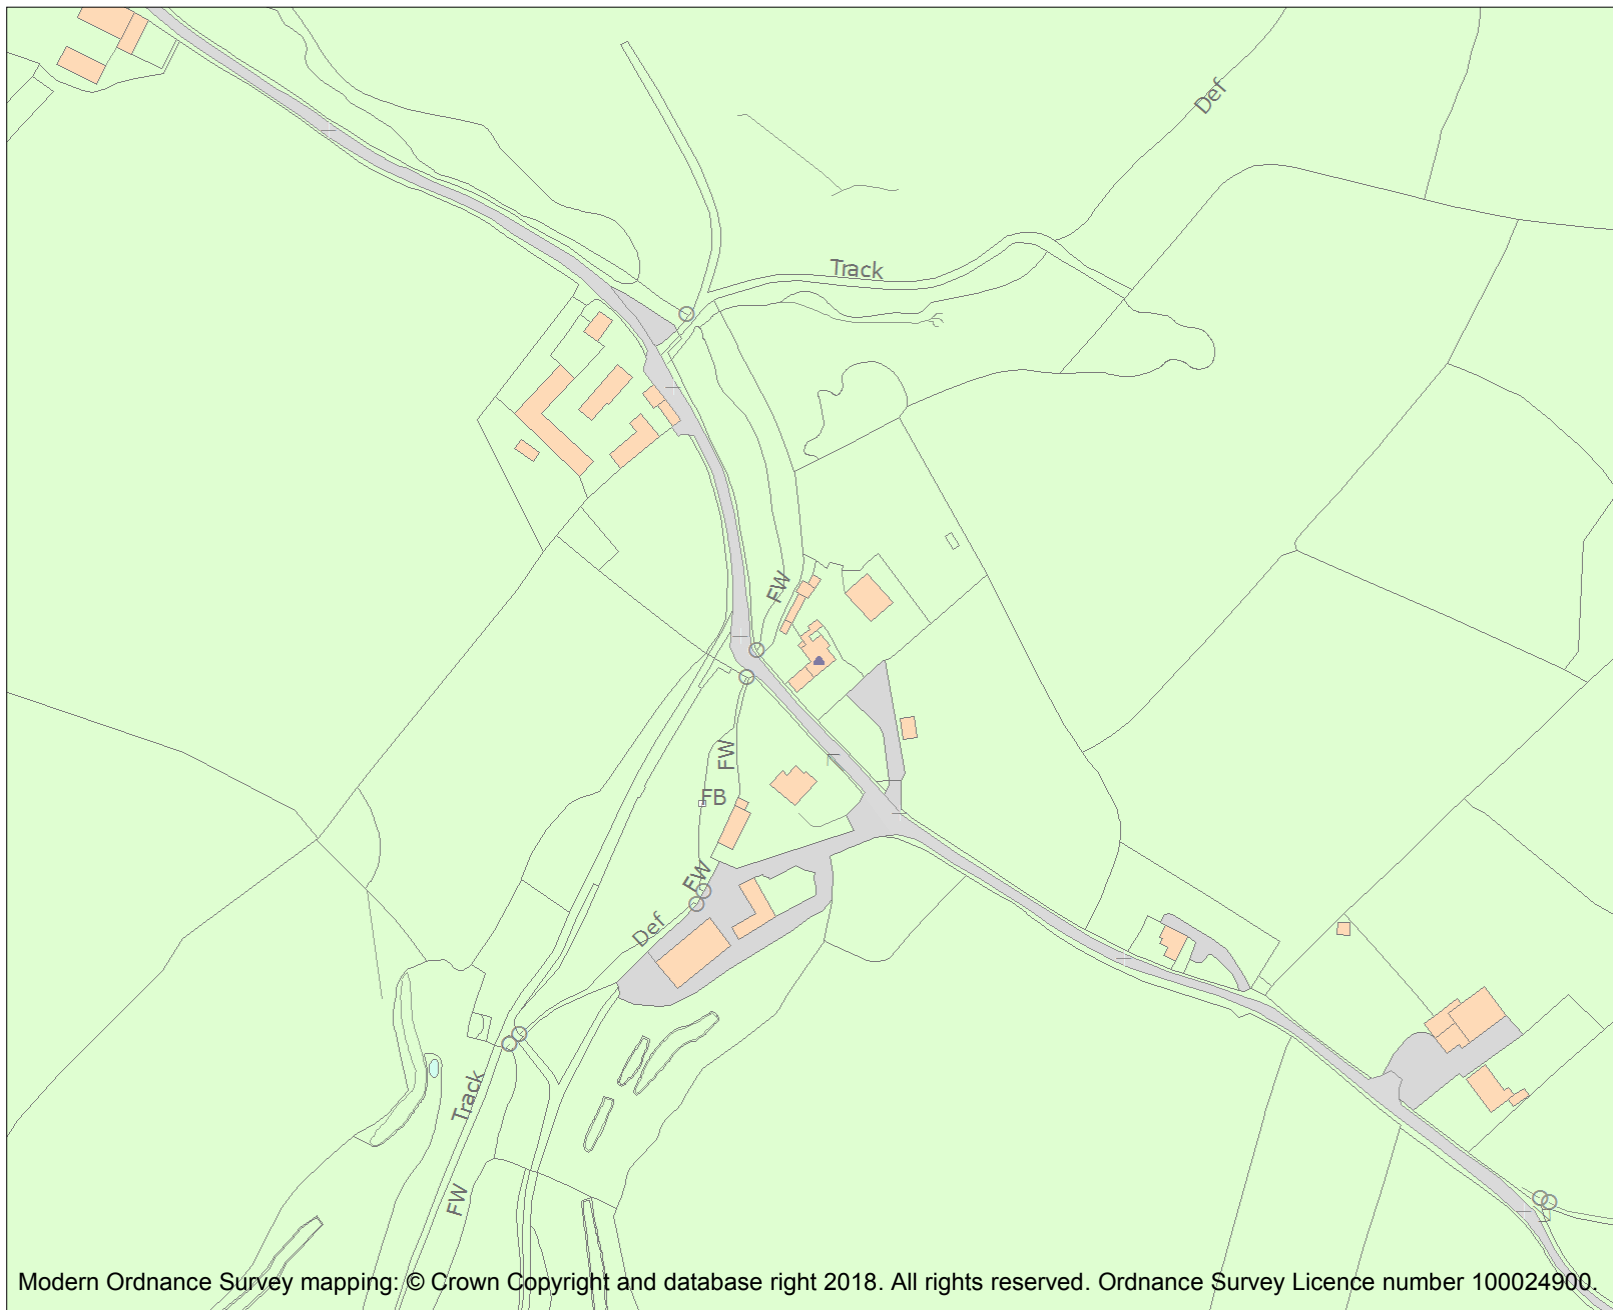 Def
Track
FW
FW
FB
FW
Def
Track
FW
Modern Ordnance Survey mapping: © Crown Copyright and database right 2018. All rights reserved. Ordnance Survey Licence number 100024900.